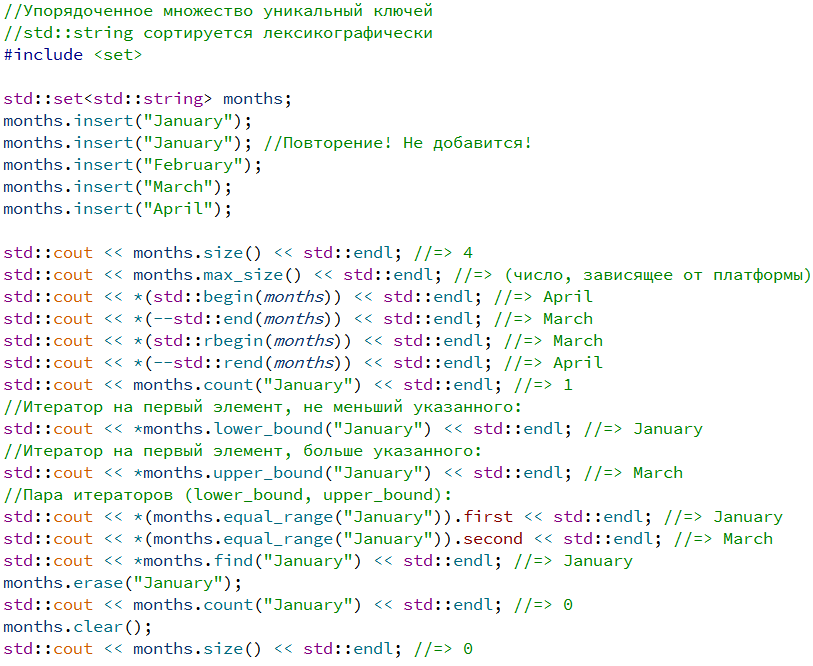 //Упорядоченное множество уникальный ключей
//std::string сортируется лексикографически
#include <set>

std::set<std::string> months;
months.insert("January");
months.insert("January"); //Повторение! Не добавится!
months.insert("February");
months.insert("March");
months.insert("April");

std::cout << months.size() << std::endl; //=> 4
std::cout << months.max_size() << std::endl; //=> (число, зависящее от платформы)
std::cout << *(std::begin(months)) << std::endl; //=> April
std::cout << *(--std::end(months)) << std::endl; //=> March
std::cout << *(std::rbegin(months)) << std::endl; //=> March
std::cout << *(--std::rend(months)) << std::endl; //=> April
std::cout << months.count("January") << std::endl; //=> 1
//Итератор на первый элемент, не меньший указанного:
std::cout << *months.lower_bound("January") << std::endl; //=> January
//Итератор на первый элемент, больше указанного:
std::cout << *months.upper_bound("January") << std::endl; //=> March
//Пара итераторов (lower_bound, upper_bound):
std::cout << *(months.equal_range("January")).first << std::endl; //=> January
std::cout << *(months.equal_range("January")).second << std::endl; //=> March
std::cout << *months.find("January") << std::endl; //=> January
months.erase("January");
std::cout << months.count("January") << std::endl; //=> 0
months.clear();
std::cout << months.size() << std::endl; //=> 0